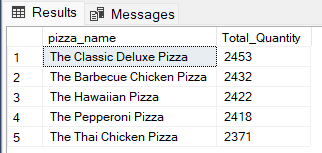 Results Messages
pizza_name Total_Quantity
1 The Classic Deluxe Pizza 2453
2 The Barbecue Chicken Pizza 2432
3 The Hawaiian Pizza 2422
4 The Pepperoni Pizza 2418
5 The Thai Chicken Pizza 2371